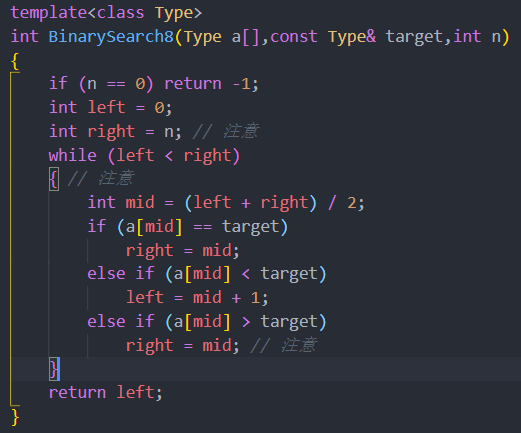 template<class Type>
int BinarySearch8(Type a[],const Type& target,int n)
{
    if (n == 0) return -1;
    int left = 0;
    int right = n; // 注意
    while (left < right)
    { // 注意
        int mid = (left + right) / 2;
        if (a[mid] == target)
            right = mid;
        else if (a[mid] < target)
            left = mid + 1;
        else if (a[mid] > target)
            right = mid; // 注意
    }
    return left;
}